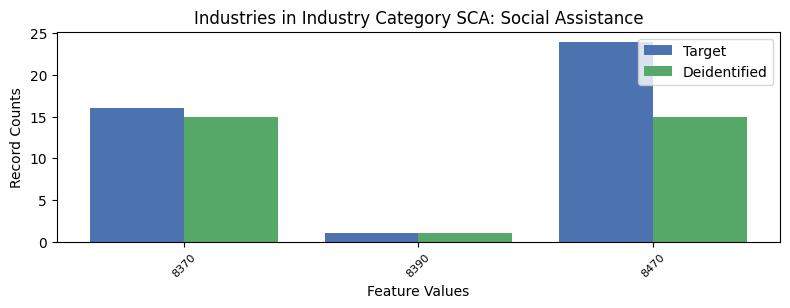 Industries in Industry Category SCA: Social Assistance
25
20
15
10
5
0
Record Counts
Target
Deidentified
8370
8390
8470
Feature Values